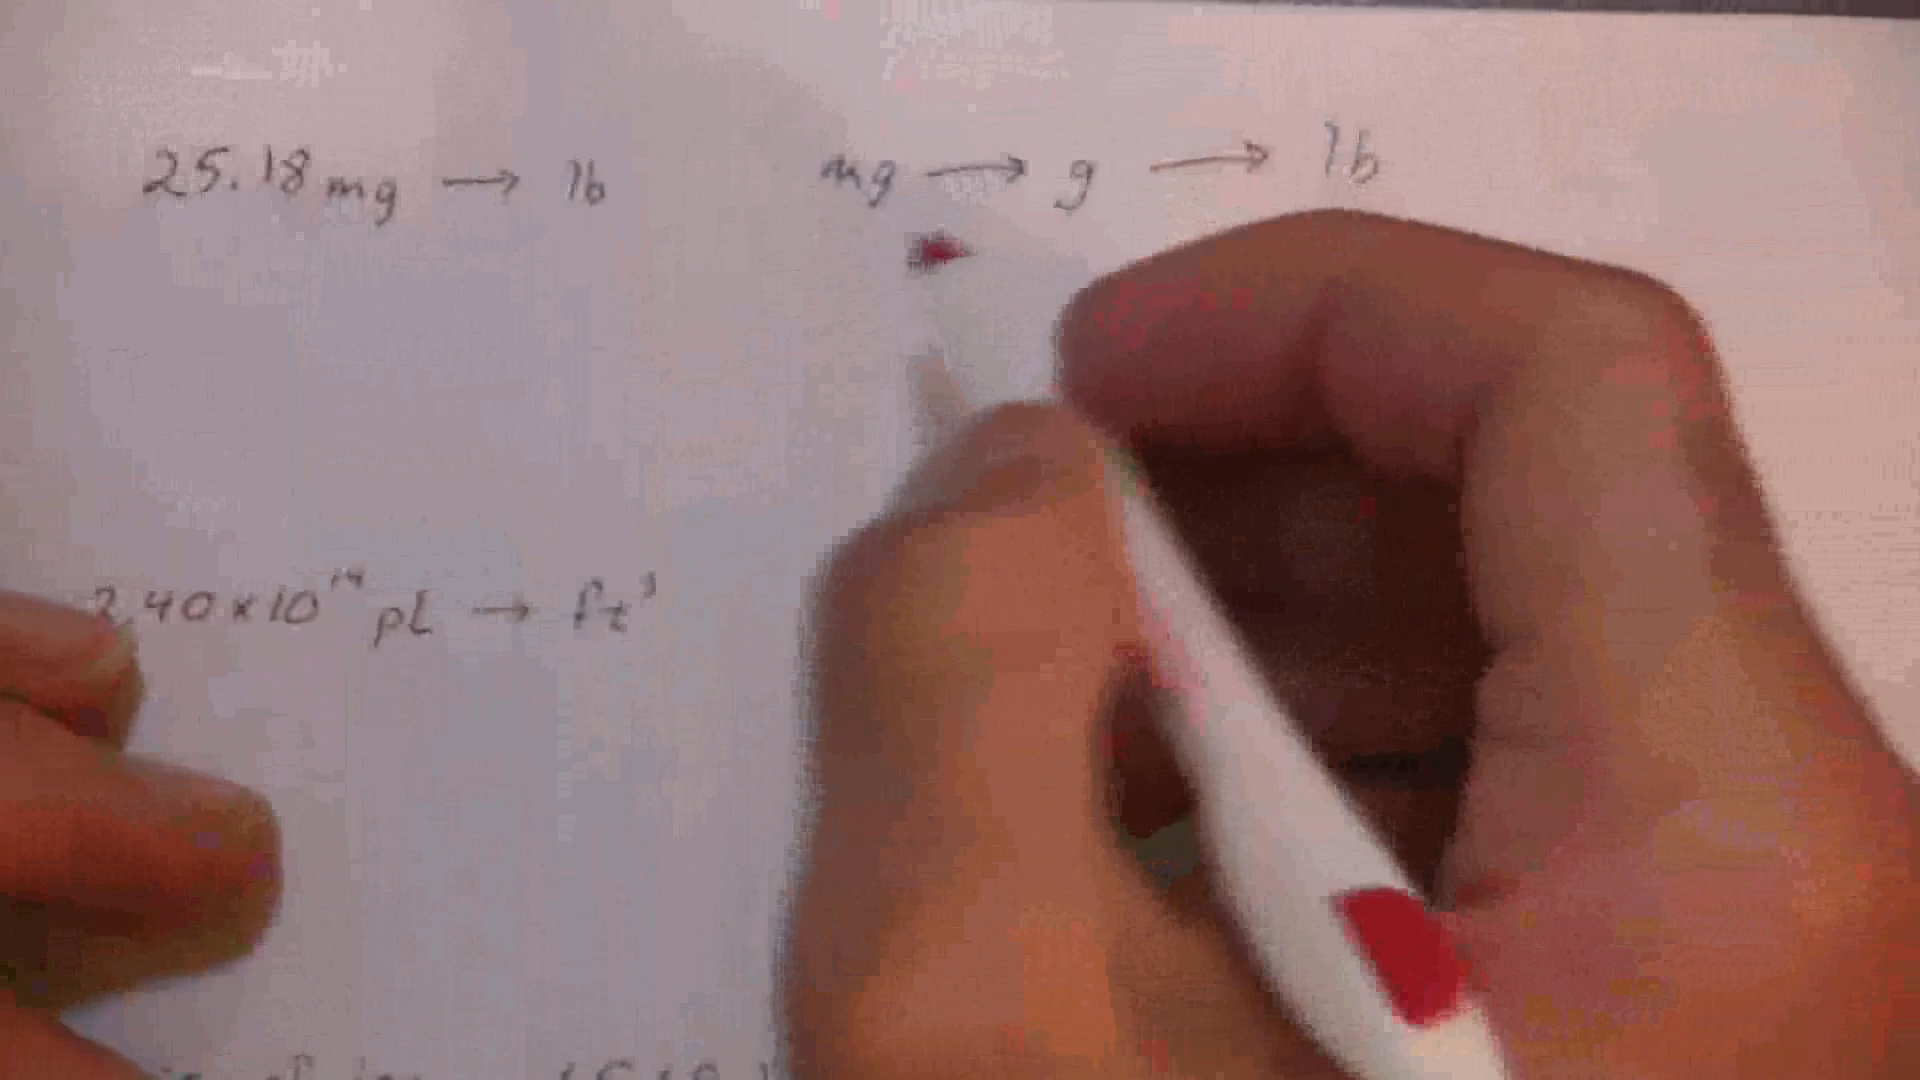 25.18 mg → lb
mg → g → lb
2.40 x 10¹⁴ pL → ft³